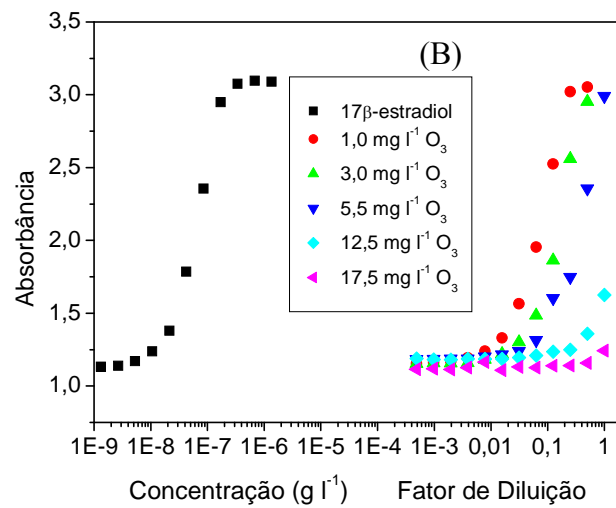 3,5
3,0
2,5
2,0
1,5
1,0
Absorbância
(B)
17β-estradiol
1,0 mg l⁻¹ O₃
3,0 mg l⁻¹ O₃
5,5 mg l⁻¹ O₃
12,5 mg l⁻¹ O₃
17,5 mg l⁻¹ O₃
1E-9 1E-8 1E-7 1E-6 1E-5 1E-4 1E-3 0,01 0,1 1
Concentração (g l⁻¹) Fator de Diluição